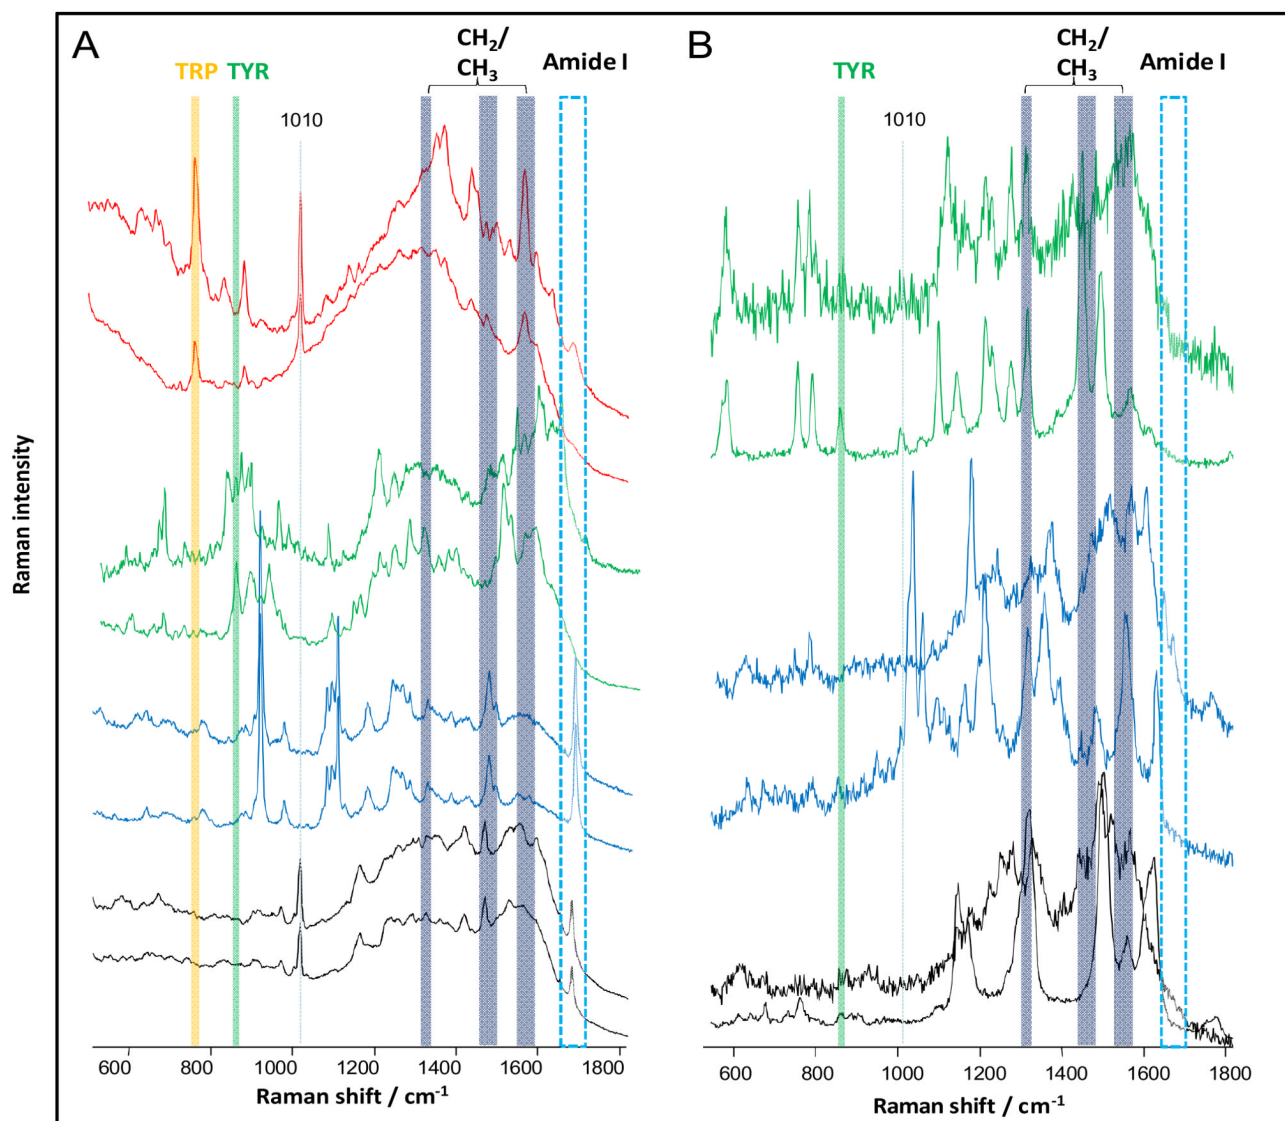 A
CH2/
CH3
Amide I
TRP TYR
1010
B
CH2/
CH3
Amide I
TYR
1010
Raman intensity
600 800 1000 1200 1400 1600 1800
Raman shift / cm-1
600 800 1000 1200 1400 1600 1800
Raman shift / cm-1